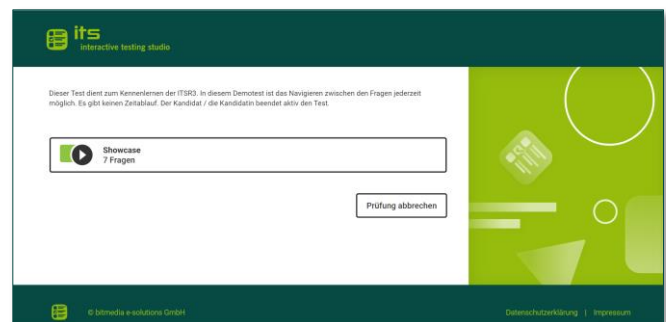 its
interactive testing studio
Dieser Test dient zum Kennenlernen der ITSR3. In diesem Demotest ist das Navigieren zwischen den Fragen jederzeit
möglich. Es gibt keinen Zeitablauf. Der Kandidat / die Kandidatin beendet aktiv den Test.
Showcase
7 Fragen
Prüfung abbrechen
© bitmedia e-solutions GmbH
Datenschutzerklärung | Impressum